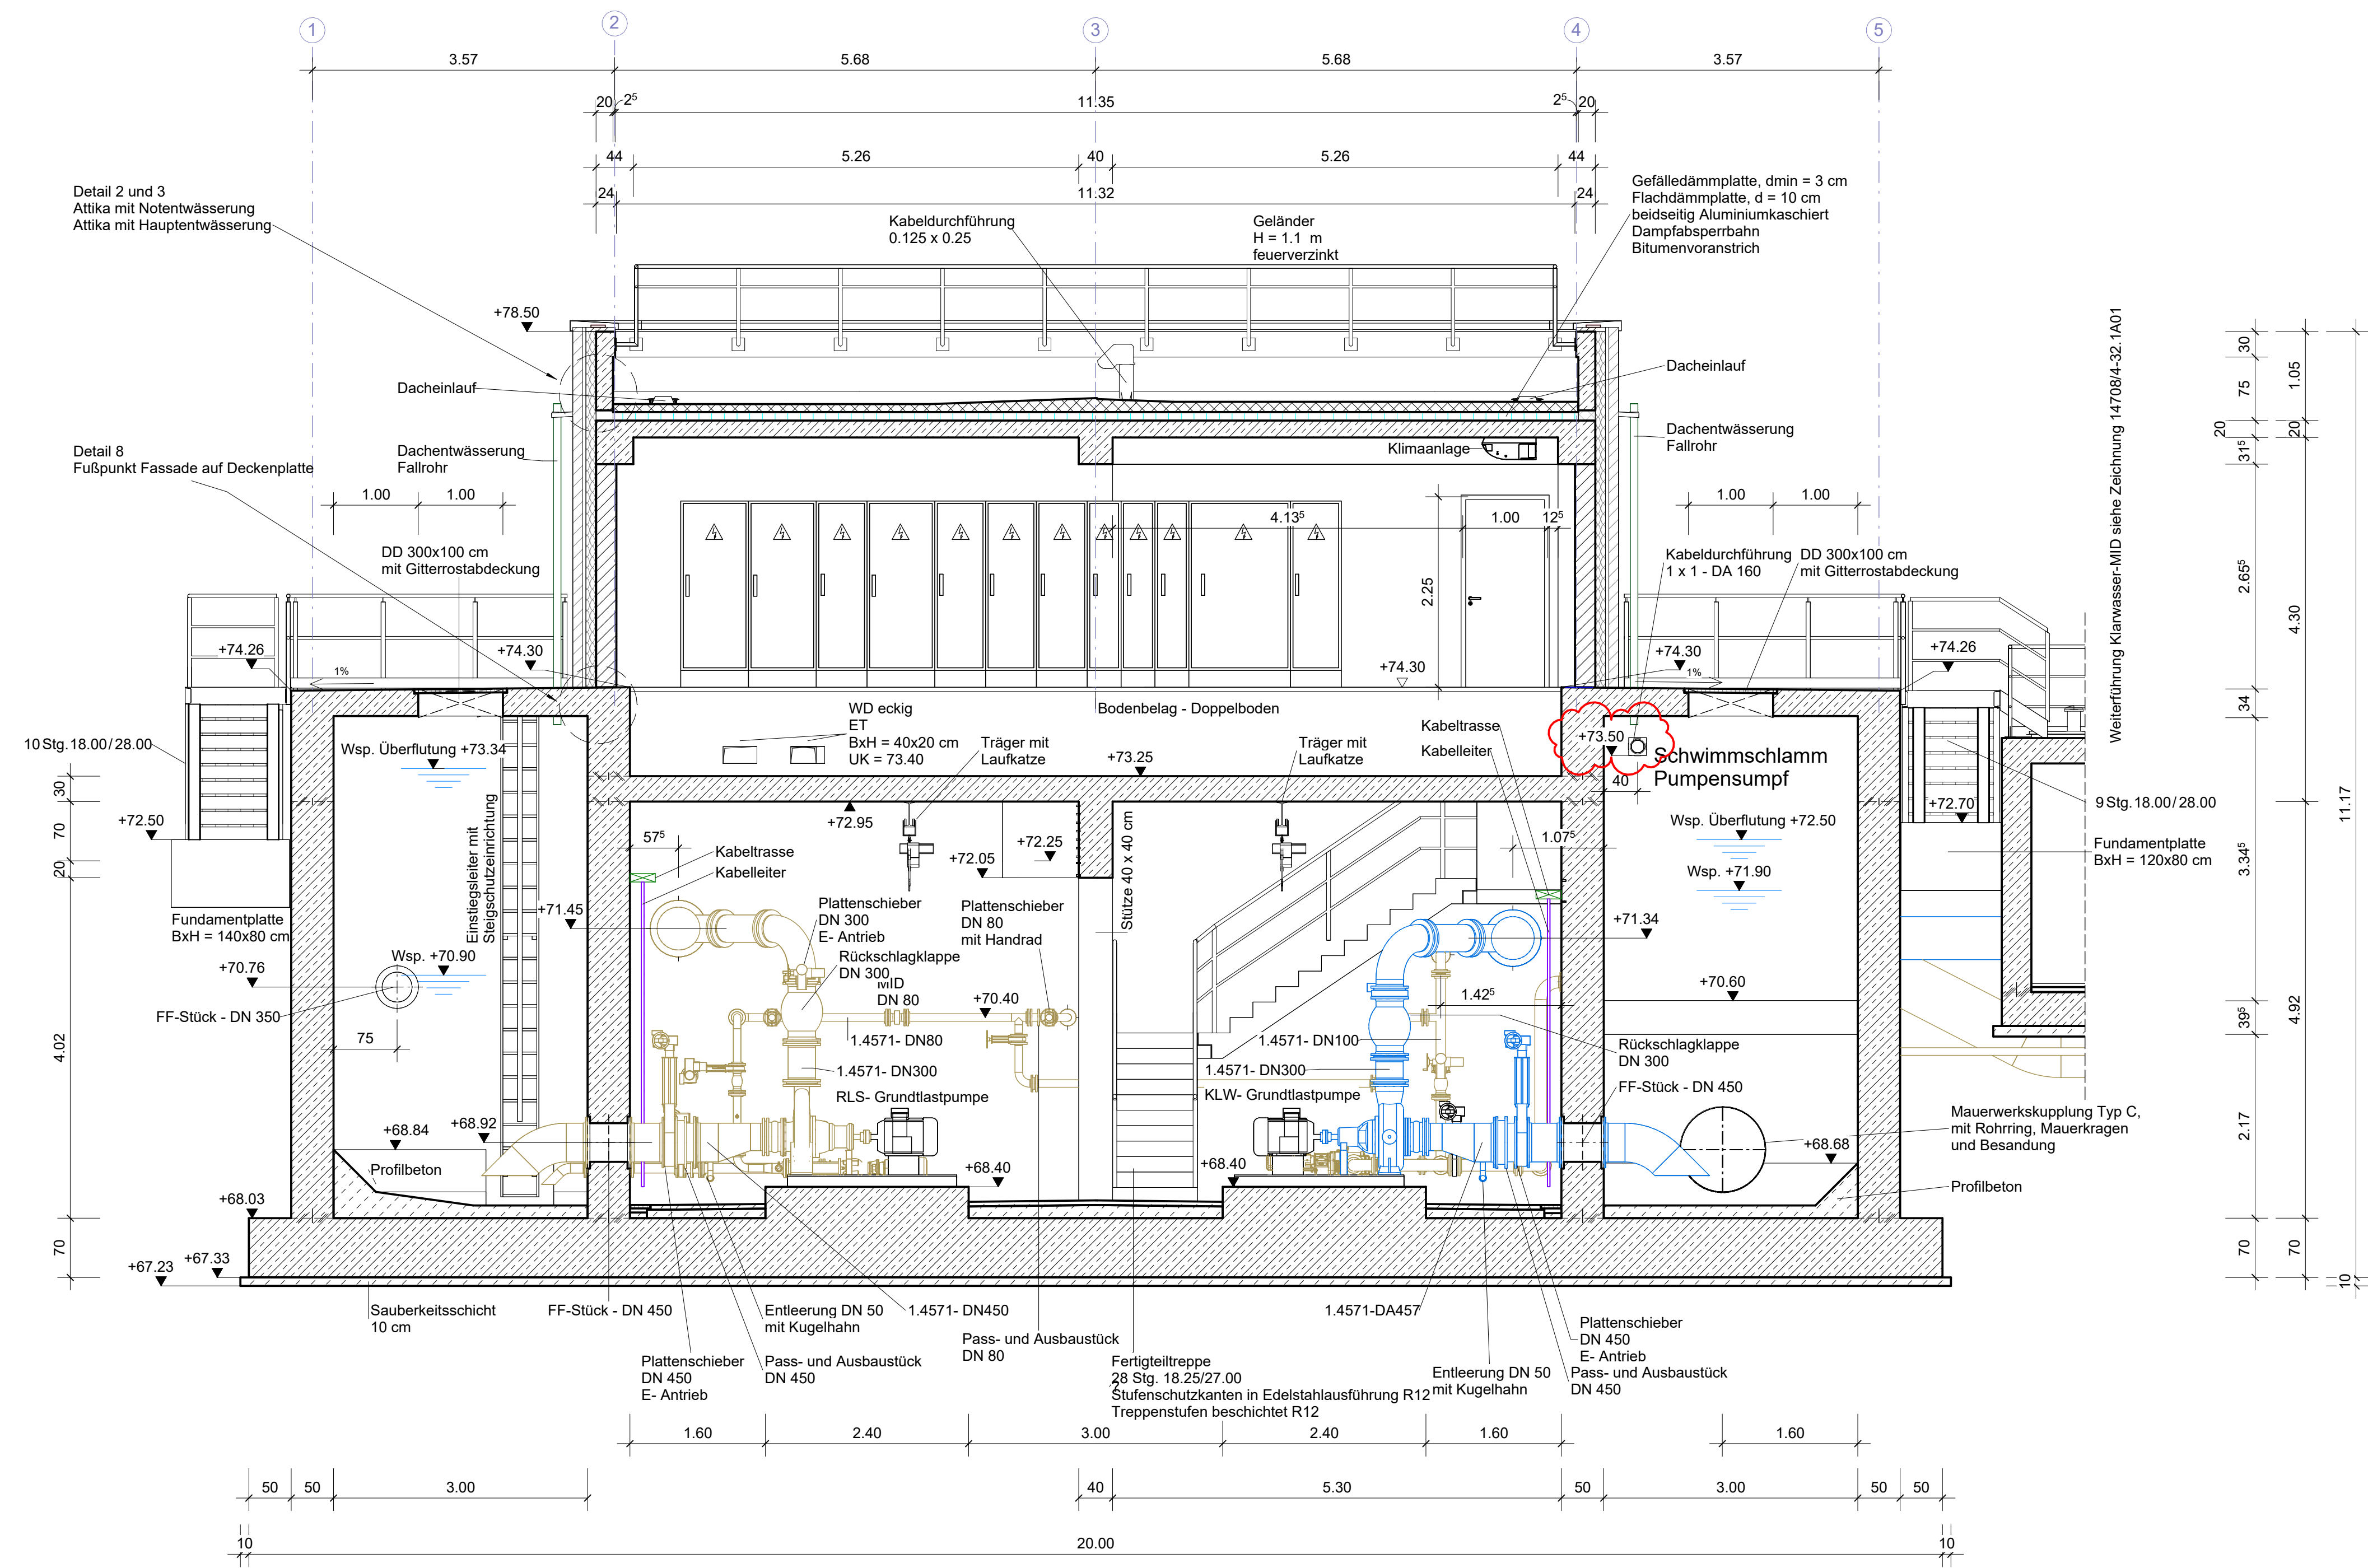 1
2
3
4
5
3.57
5.68
5.68
3.57
20
2⁵
11.35
2⁵
20
44
5.26
40
5.26
44
24
11.32
24
Detail 2 und 3
Attika mit Notentwässerung
Attika mit Hauptentwässerung
Kabeldurchführung
0.125 x 0.25
Geländer
H = 1.1 m
feuerverzinkt
Gefälledämmplatte, dmin = 3 cm
Flachdämmplatte, d = 10 cm
beidseitig Aluminiumkaschiert
Dampfabsperrbahn
Bitumenvoranstrich
+78.50
Dacheinlauf
Dacheinlauf
Detail 8
Fußpunkt Fassade auf Deckenplatte
Dachentwässerung
Fallrohr
Klimaanlage
Dachentwässerung
Fallrohr
1.00
1.00
4.13⁵
1.00
12⁵
2.25
1.00
1.00
DD 300x100 cm
mit Gitterrostabdeckung
Kabeldurchführung
1 x 1 - DA 160
DD 300x100 cm
mit Gitterrostabdeckung
Weiterführung Klarwasser-MID siehe Zeichnung 14708/4-32.1A01
30
75
20
31⁵
2.65⁵
34
3.34⁵
39⁵
2.17
70
1.05
20
4.30
4.92
70
11.17
10
+74.26
1%
+74.30
+74.30
+74.30
1%
+74.26
10 Stg. 18.00/28.00
Wsp. Überflutung +73.34
WD eckig
ET
BxH = 40x20 cm
UK = 73.40
Bodenbelag - Doppelboden
Träger mit
Laufkatze
+73.25
Träger mit
Laufkatze
Kabeltrasse
Kabelleiter
+73.50
Schwimmschlamm
Pumpensumpf
40
30
70
20
4.02
70
+72.50
Einstiegsleiter mit
Steigschutzeinrichtung
57⁵
+72.95
Kabeltrasse
Kabelleiter
+72.05
+72.25
Stütze 40 x 40 cm
1.07⁵
Wsp. Überflutung +72.50
Wsp. +71.90
+72.70
9 Stg. 18.00/28.00
Fundamentplatte
BxH = 120x80 cm
Fundamentplatte
BxH = 140x80 cm
+71.45
Plattenschieber
DN 300
E- Antrieb
Rückschlagklappe
DN 300
MID
DN 80
Plattenschieber
DN 80
mit Handrad
+71.34
+70.76
Wsp. +70.90
+70.40
1.42⁵
+70.60
FF-Stück - DN 350
75
1.4571- DN80
1.4571- DN300
RLS- Grundtlastpumpe
1.4571- DN100
1.4571- DN300
KLW- Grundtlastpumpe
Rückschlagklappe
DN 300
FF-Stück - DN 450
Mauerwerkskupplung Typ C,
mit Rohrring, Mauerkragen
und Besandung
+68.84
+68.92
+68.68
Profilbeton
+68.40
+68.40
Profilbeton
+68.03
+67.33
+67.23
Sauberkeitsschicht
10 cm
FF-Stück - DN 450
Entleerung DN 50
mit Kugelhahn
1.4571- DN450
1.4571-DA457
Plattenschieber
DN 450
E- Antrieb
Pass- und Ausbaustück
DN 450
Pass- und Ausbaustück
DN 80
Plattenschieber
DN 450
E- Antrieb
Pass- und Ausbaustück
DN 450
Fertigteiltreppe
28 Stg. 18.25/27.00
Stufenschutzkanten in Edelstahlausführung R12
Treppenstufen beschichtet R12
Entleerung DN 50
mit Kugelhahn
1.60
2.40
3.00
2.40
1.60
1.60
50
50
3.00
40
5.30
50
3.00
50
50
10
20.00
10